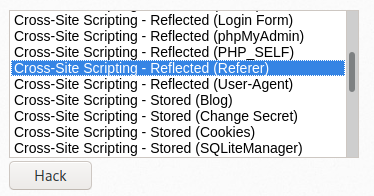 Cross-Site Scripting - Reflected (Login Form)
Cross-Site Scripting - Reflected (phpMyAdmin)
Cross-Site Scripting - Reflected (PHP_SELF)
Cross-Site Scripting - Reflected (Referer)
Cross-Site Scripting - Reflected (User-Agent)
Cross-Site Scripting - Stored (Blog)
Cross-Site Scripting - Stored (Change Secret)
Cross-Site Scripting - Stored (Cookies)
Cross-Site Scripting - Stored (SQLiteManager)
Hack